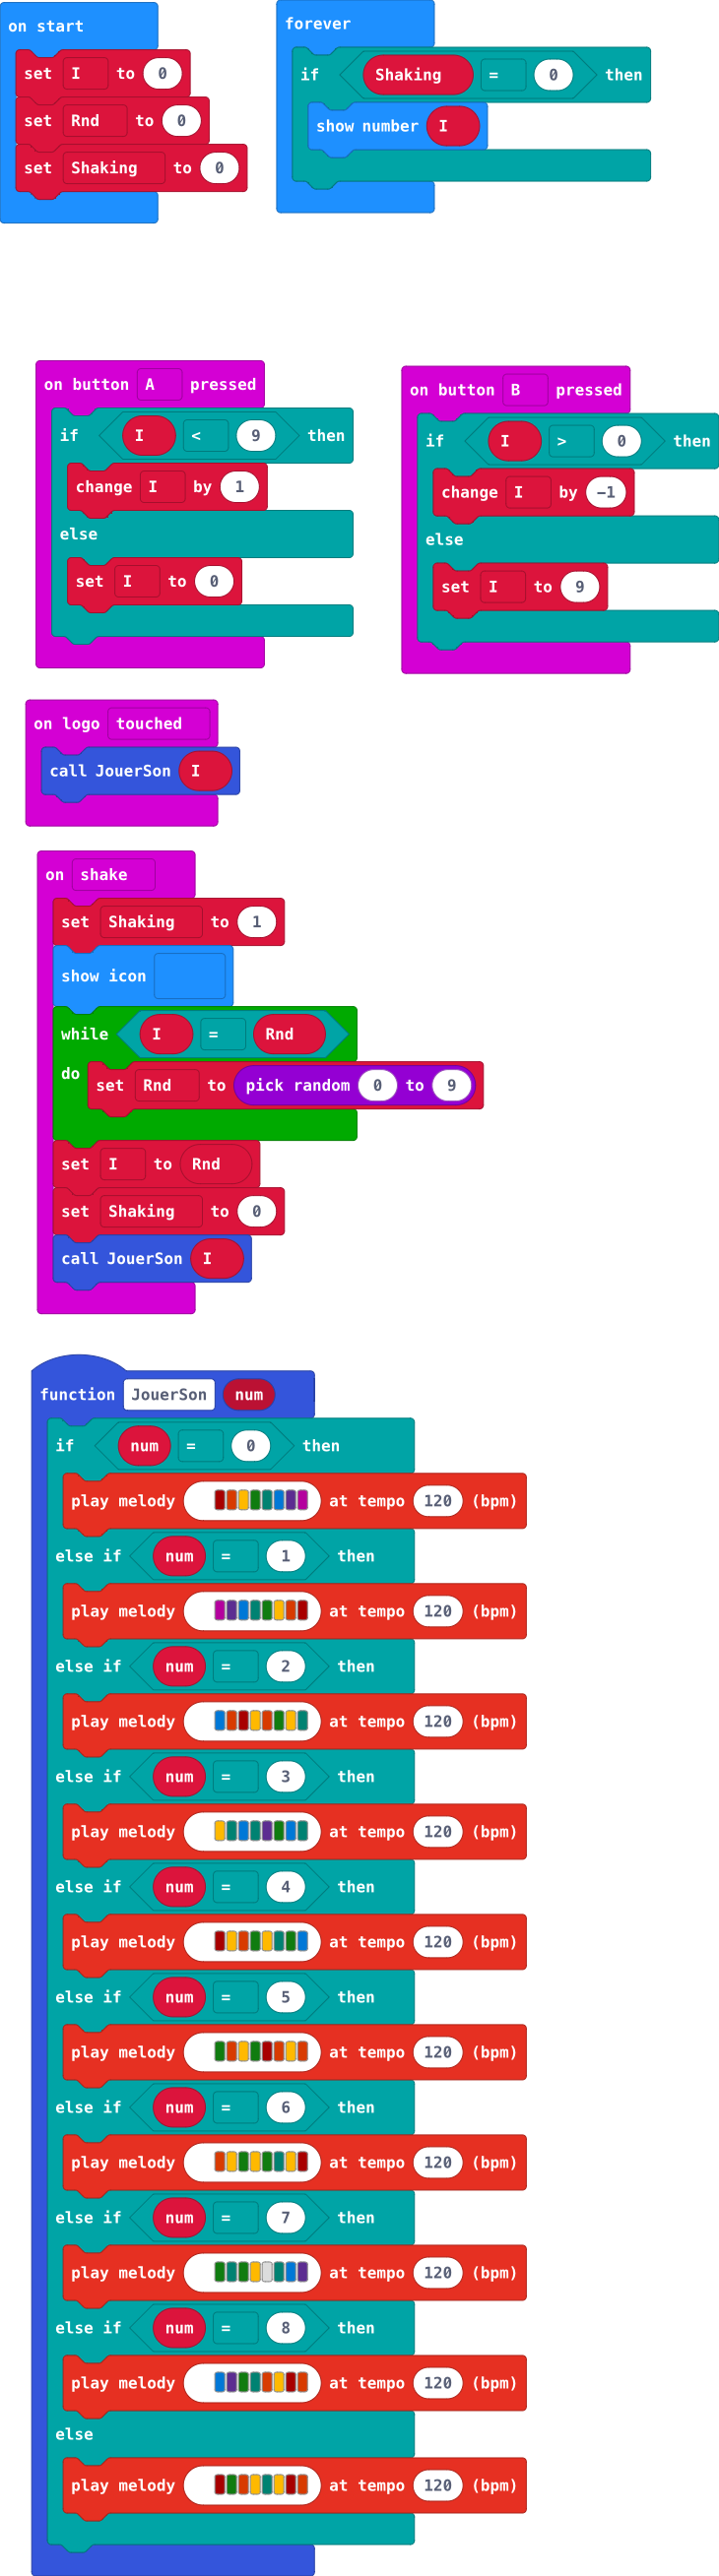 on start
set I to 0
set Rnd to 0
set Shaking to 0
forever
if Shaking = 0 then
show number I
on button A pressed
if I < 9 then
change I by 1
else
set I to 0
on button B pressed
if I > 0 then
change I by −1
else
set I to 9
on logo touched
call JouerSon I
on shake
set Shaking to 1
show icon
while I = Rnd
do set Rnd to pick random 0 to 9
set I to Rnd
set Shaking to 0
call JouerSon I
function JouerSon num
if num = 0 then
play melody at tempo 120 (bpm)
else if num = 1 then
play melody at tempo 120 (bpm)
else if num = 2 then
play melody at tempo 120 (bpm)
else if num = 3 then
play melody at tempo 120 (bpm)
else if num = 4 then
play melody at tempo 120 (bpm)
else if num = 5 then
play melody at tempo 120 (bpm)
else if num = 6 then
play melody at tempo 120 (bpm)
else if num = 7 then
play melody at tempo 120 (bpm)
else if num = 8 then
play melody at tempo 120 (bpm)
else
play melody at tempo 120 (bpm)